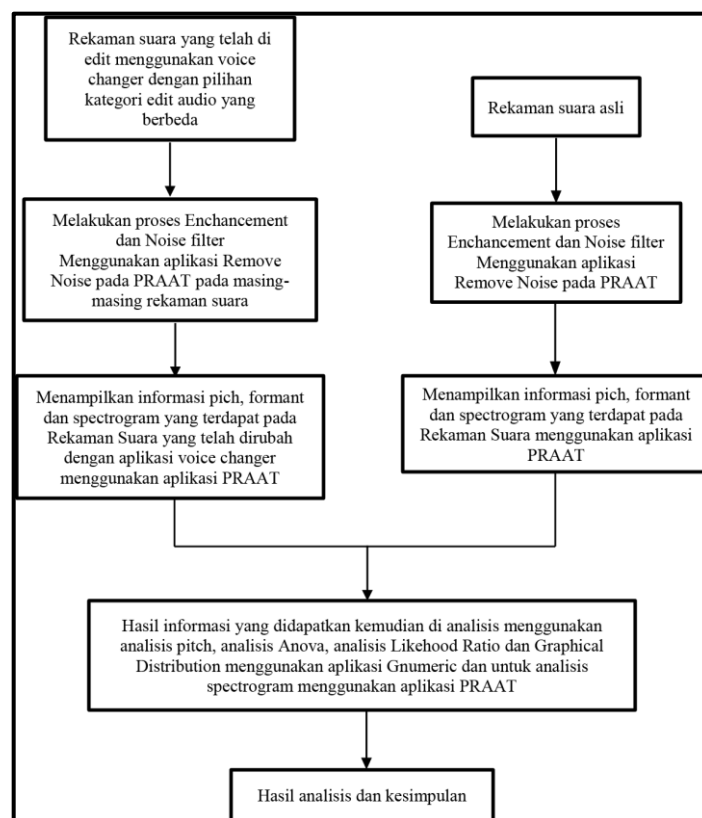 Rekaman suara yang telah di
edit menggunakan voice
changer dengan pilihan
kategori edit audio yang
berbeda
Rekaman suara asli
Melakukan proses Enchancement
dan Noise filter
Menggunakan aplikasi Remove
Noise pada PRAAT pada masing-
masing rekaman suara
Melakukan proses
Enchancement dan Noise filter
Menggunakan aplikasi
Remove Noise pada PRAAT
Menampilkan informasi pich, formant
dan spectrogram yang terdapat pada
Rekaman Suara yang telah dirubah
dengan aplikasi voice changer
menggunakan aplikasi PRAAT
Menampilkan informasi pich, formant
dan spectrogram yang terdapat pada
Rekaman Suara menggunakan aplikasi
PRAAT
Hasil informasi yang didapatkan kemudian di analisis menggunakan
analisis pitch, analisis Anova, analisis Likehood Ratio dan Graphical
Distribution menggunakan aplikasi Gnumeric dan untuk analisis
spectrogram menggunakan aplikasi PRAAT
Hasil analisis dan kesimpulan